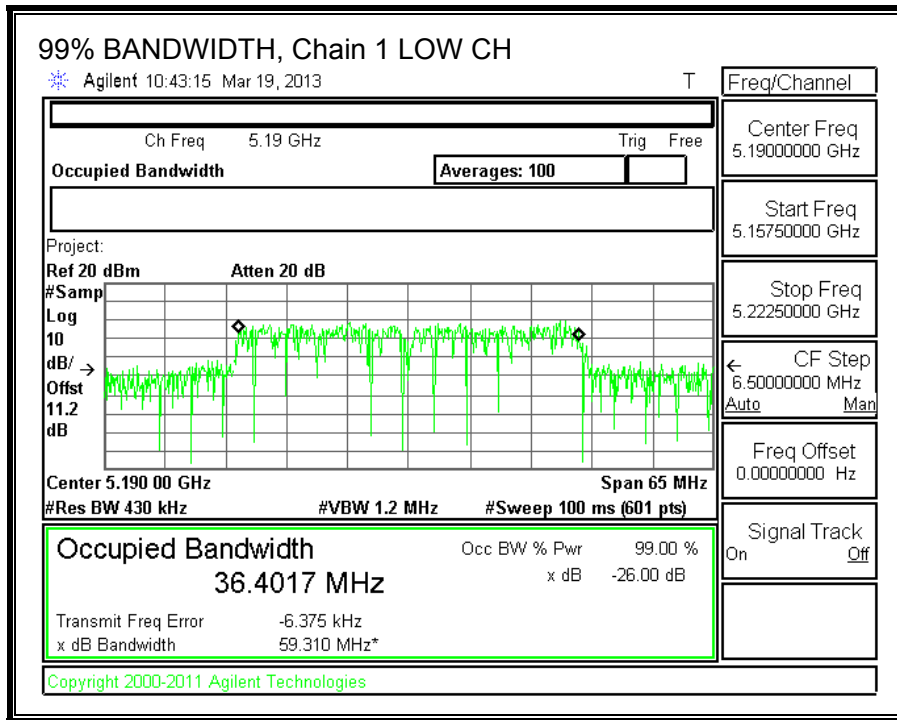 99% BANDWIDTH, Chain 1 LOW CH
Agilent 10:43:15 Mar 19, 2013 T
Ch Freq 5.19 GHz Trig Free
Occupied Bandwidth Averages: 100
Project:
Ref 20 dBm Atten 20 dB
#Samp
Log
10
dB/
Offst
11.2
dB
Center 5.190 00 GHz Span 65 MHz
#Res BW 430 kHz #VBW 1.2 MHz #Sweep 100 ms (601 pts)
Occupied Bandwidth Occ BW % Pwr 99.00 %
36.4017 MHz x dB -26.00 dB
Transmit Freq Error -6.375 kHz
x dB Bandwidth 59.310 MHz*
Copyright 2000-2011 Agilent Technologies
Freq/Channel
Center Freq
5.19000000 GHz
Start Freq
5.15750000 GHz
Stop Freq
5.22250000 GHz
CF Step
6.50000000 MHz
Auto Man
Freq Offset
0.00000000 Hz
Signal Track
On Off